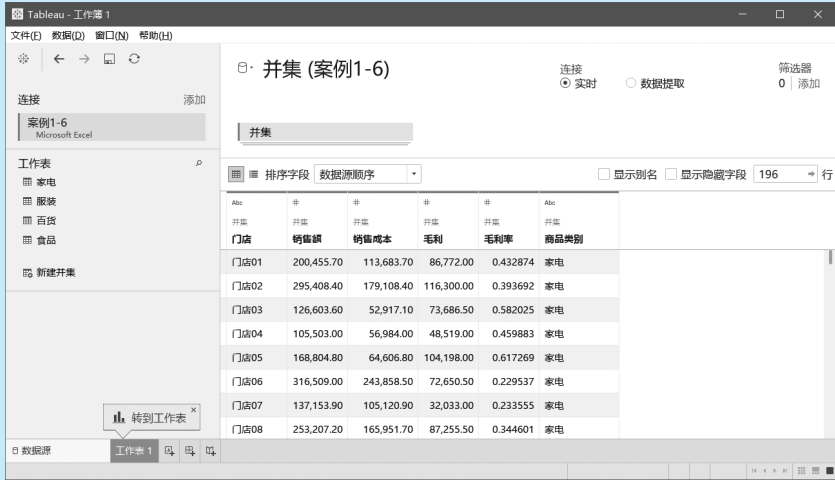 Tableau - 工作簿 1
文件(F) 数据(D) 窗口(N) 帮助(H)
连接 添加
案例1-6
Microsoft Excel
工作表
家电
服装
百货
食品
新建并集
并集 (案例1-6)
连接
实时 数据提取
筛选器
0 添加
并集
排序字段 数据源顺序 显示别名 显示隐藏字段 196 行
Abc # # # # Abc
并集 并集 并集 并集 并集 并集
门店 销售额 销售成本 毛利 毛利率 商品类别
门店01 200,455.70 113,683.70 86,772.00 0.432874 家电
门店02 295,408.40 179,108.40 116,300.00 0.393692 家电
门店03 126,603.60 52,917.10 73,686.50 0.582025 家电
门店04 105,503.00 56,984.00 48,519.00 0.459883 家电
门店05 168,804.80 64,606.80 104,198.00 0.617269 家电
门店06 316,509.00 243,858.50 72,650.50 0.229537 家电
门店07 137,153.90 105,120.90 32,033.00 0.233555 家电
门店08 253,207.20 165,951.70 87,255.50 0.344601 家电
转到工作表
数据源 工作表 1